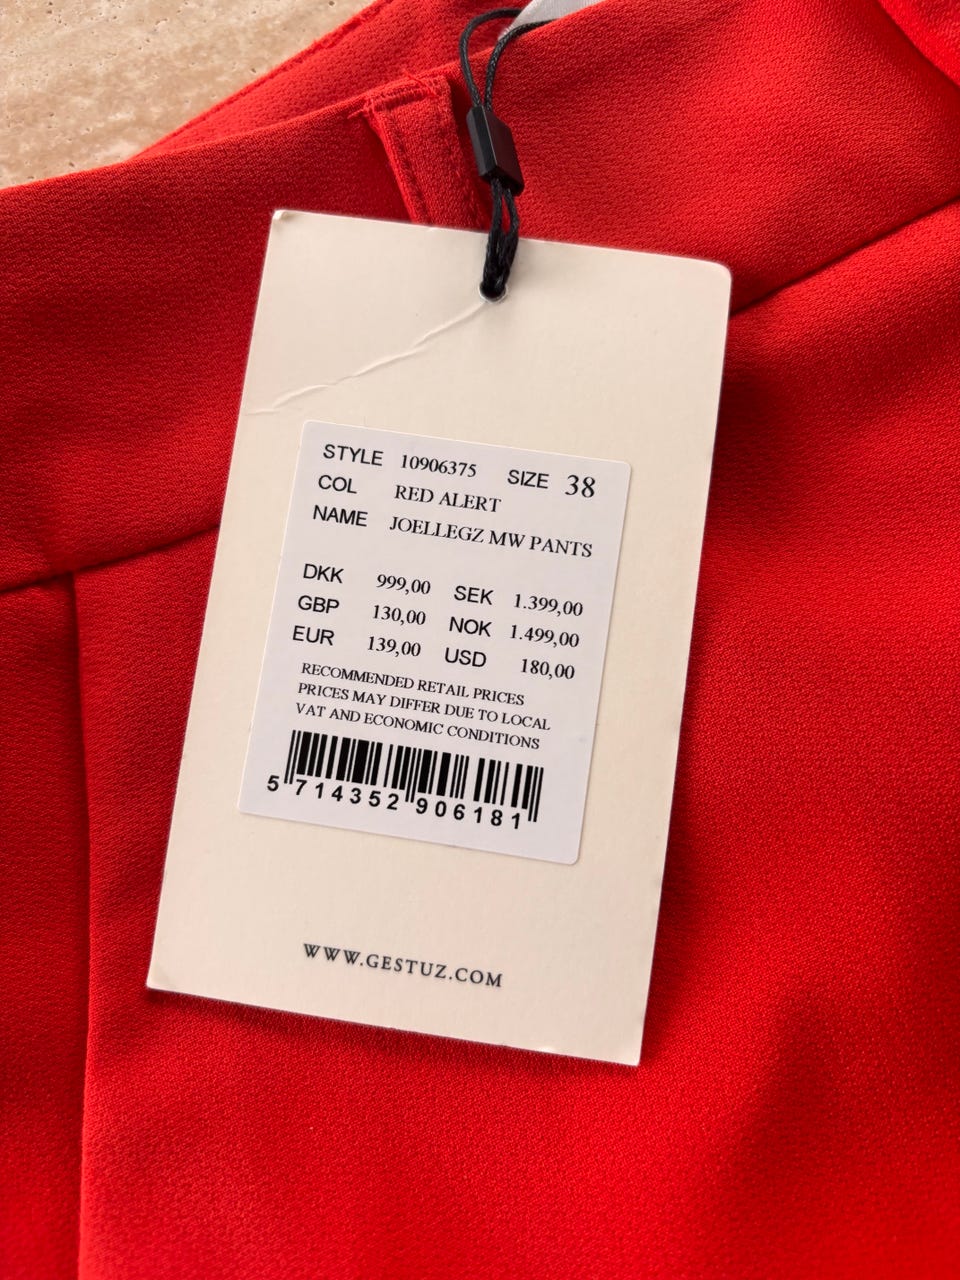 STYLE 10906375 SIZE 38
COL RED ALERT
NAME JOELLEGZ MW PANTS
DKK 999,00 SEK 1.399,00
GBP 130,00 NOK 1.499,00
EUR 139,00 USD 180,00
RECOMMENDED RETAIL PRICES
PRICES MAY DIFFER DUE TO LOCAL
VAT AND ECONOMIC CONDITIONS
5 714352 906181
WWW.GESTUZ.COM